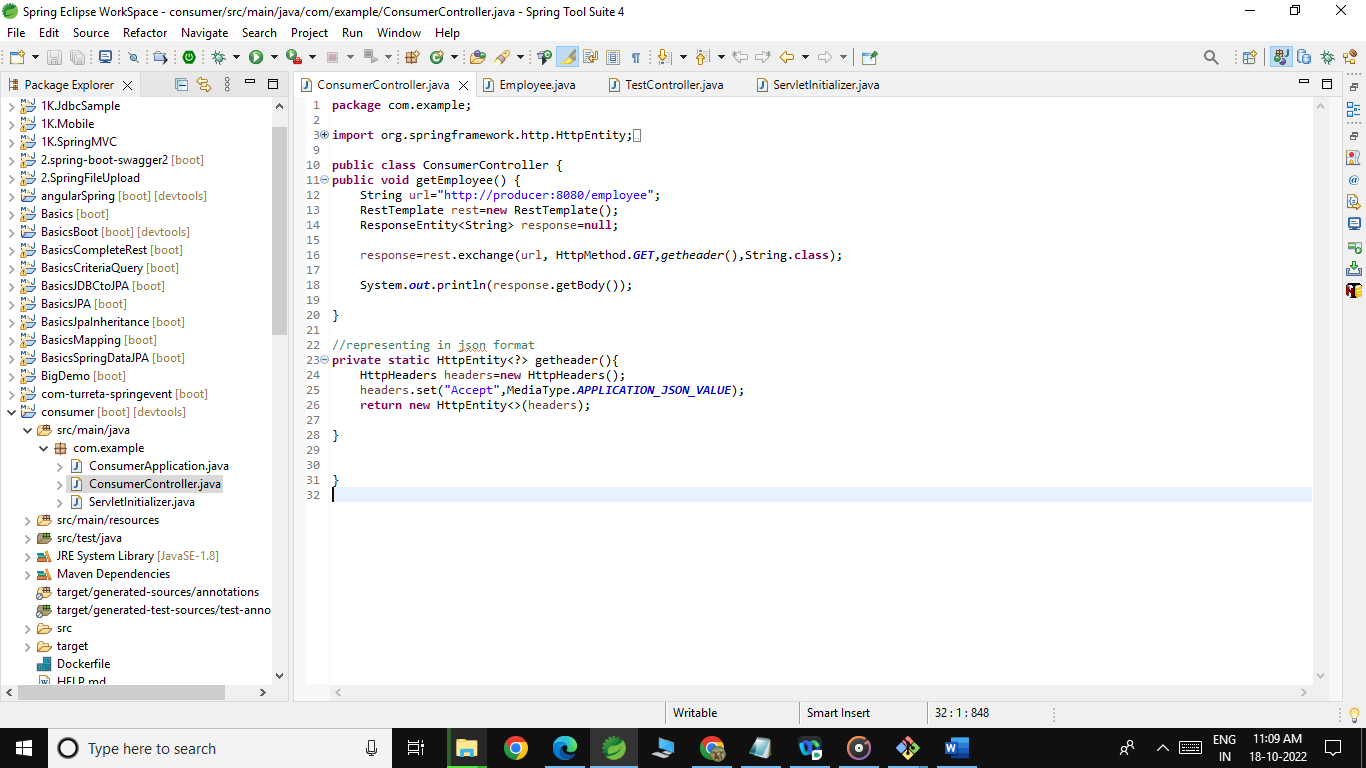 Spring Eclipse WorkSpace - consumer/src/main/java/com/example/ConsumerController.java - Spring Tool Suite 4
File Edit Source Refactor Navigate Search Project Run Window Help
Package Explorer
1K.JdbcSample
1K.Mobile
1K.SpringMVC
2.spring-boot-swagger2 [boot]
2.SpringFileUpload
angularSpring [boot] [devtools]
Basics [boot]
BasicsBoot [boot] [devtools]
BasicsCompleteRest [boot]
BasicsCriteriaQuery [boot]
BasicsJDBCtoJPA [boot]
BasicsJPA [boot]
BasicsJpaInheritance [boot]
BasicsMapping [boot]
BasicsSpringDataJPA [boot]
BigDemo [boot]
com-turreta-springevent [boot]
consumer [boot] [devtools]
src/main/java
com.example
ConsumerApplication.java
ConsumerController.java
ServletInitializer.java
src/main/resources
src/test/java
JRE System Library [JavaSE-1.8]
Maven Dependencies
target/generated-sources/annotations
target/generated-test-sources/test-anno
src
target
Dockerfile
HELP.md
ConsumerController.java Employee.java TestController.java ServletInitializer.java
1 package com.example;
2
3 import org.springframework.http.HttpEntity;
9
10 public class ConsumerController {
11 public void getEmployee() {
12 String url="http://producer:8080/employee";
13 RestTemplate rest=new RestTemplate();
14 ResponseEntity<String> response=null;
15
16 response=rest.exchange(url, HttpMethod.GET,getheader(),String.class);
17
18 System.out.println(response.getBody());
19
20 }
21
22 //representing in json format
23 private static HttpEntity<?> getheader(){
24 HttpHeaders headers=new HttpHeaders();
25 headers.set("Accept",MediaType.APPLICATION_JSON_VALUE);
26 return new HttpEntity<>(headers);
27
28 }
29
30
31 }
32
Writable Smart Insert 32 : 1 : 848
Type here to search
ENG
IN
11:09 AM
18-10-2022